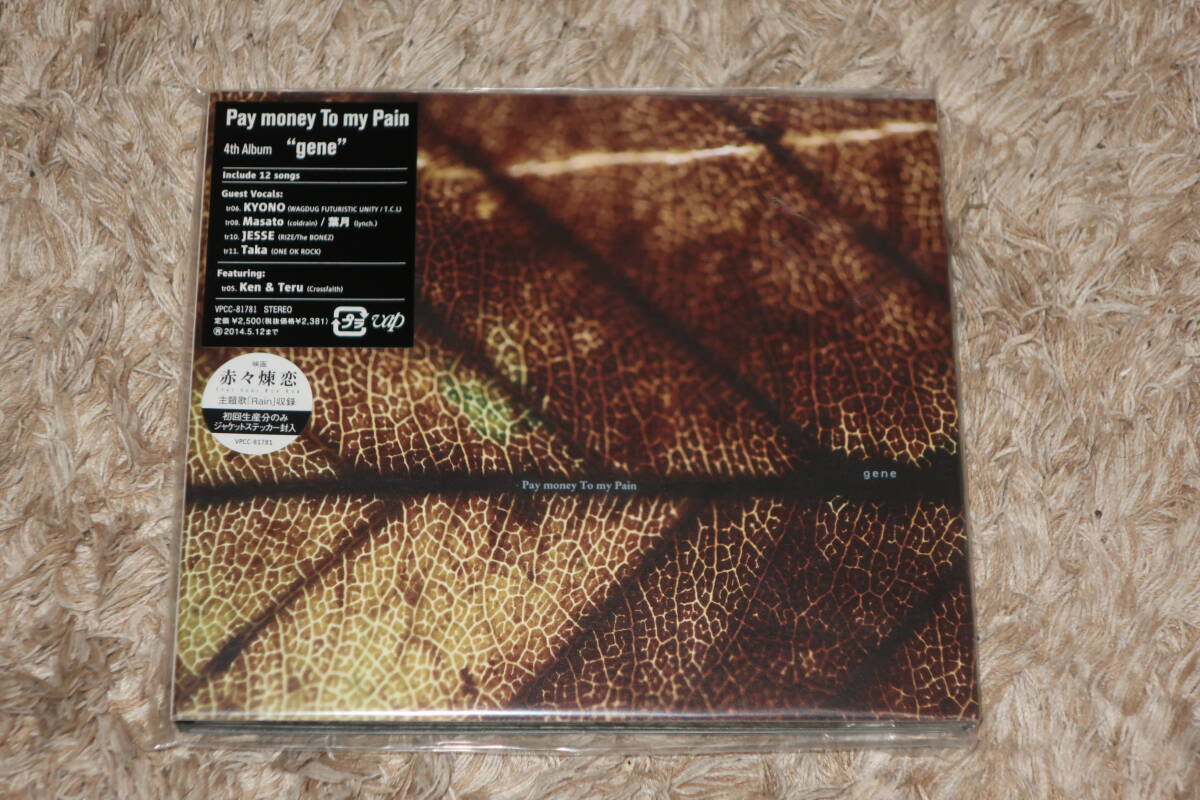 Pay money To my Pain
4th Album "gene"
Include 12 songs
Guest Vocals:
tr06. KYONO (WAGDUG FUTURISTIC UNITY / T.C.L)
tr08. Masato (coldrain) / 葉月 (lynch.)
tr10. JESSE (RIZE/The BONEZ)
tr11. Taka (ONE OK ROCK)
Featuring:
tr05. Ken & Teru (Crossfaith)
VPCC-81781 STEREO
定価 ¥2,500(税抜価格¥2,381)
Ⓡ2014.5.12まで
vap
映画
赤々煉恋
主題歌「Rain」収録
初回生産分のみ
ジャケットステッカー封入
VPCC-81781
Pay money To my Pain
gene